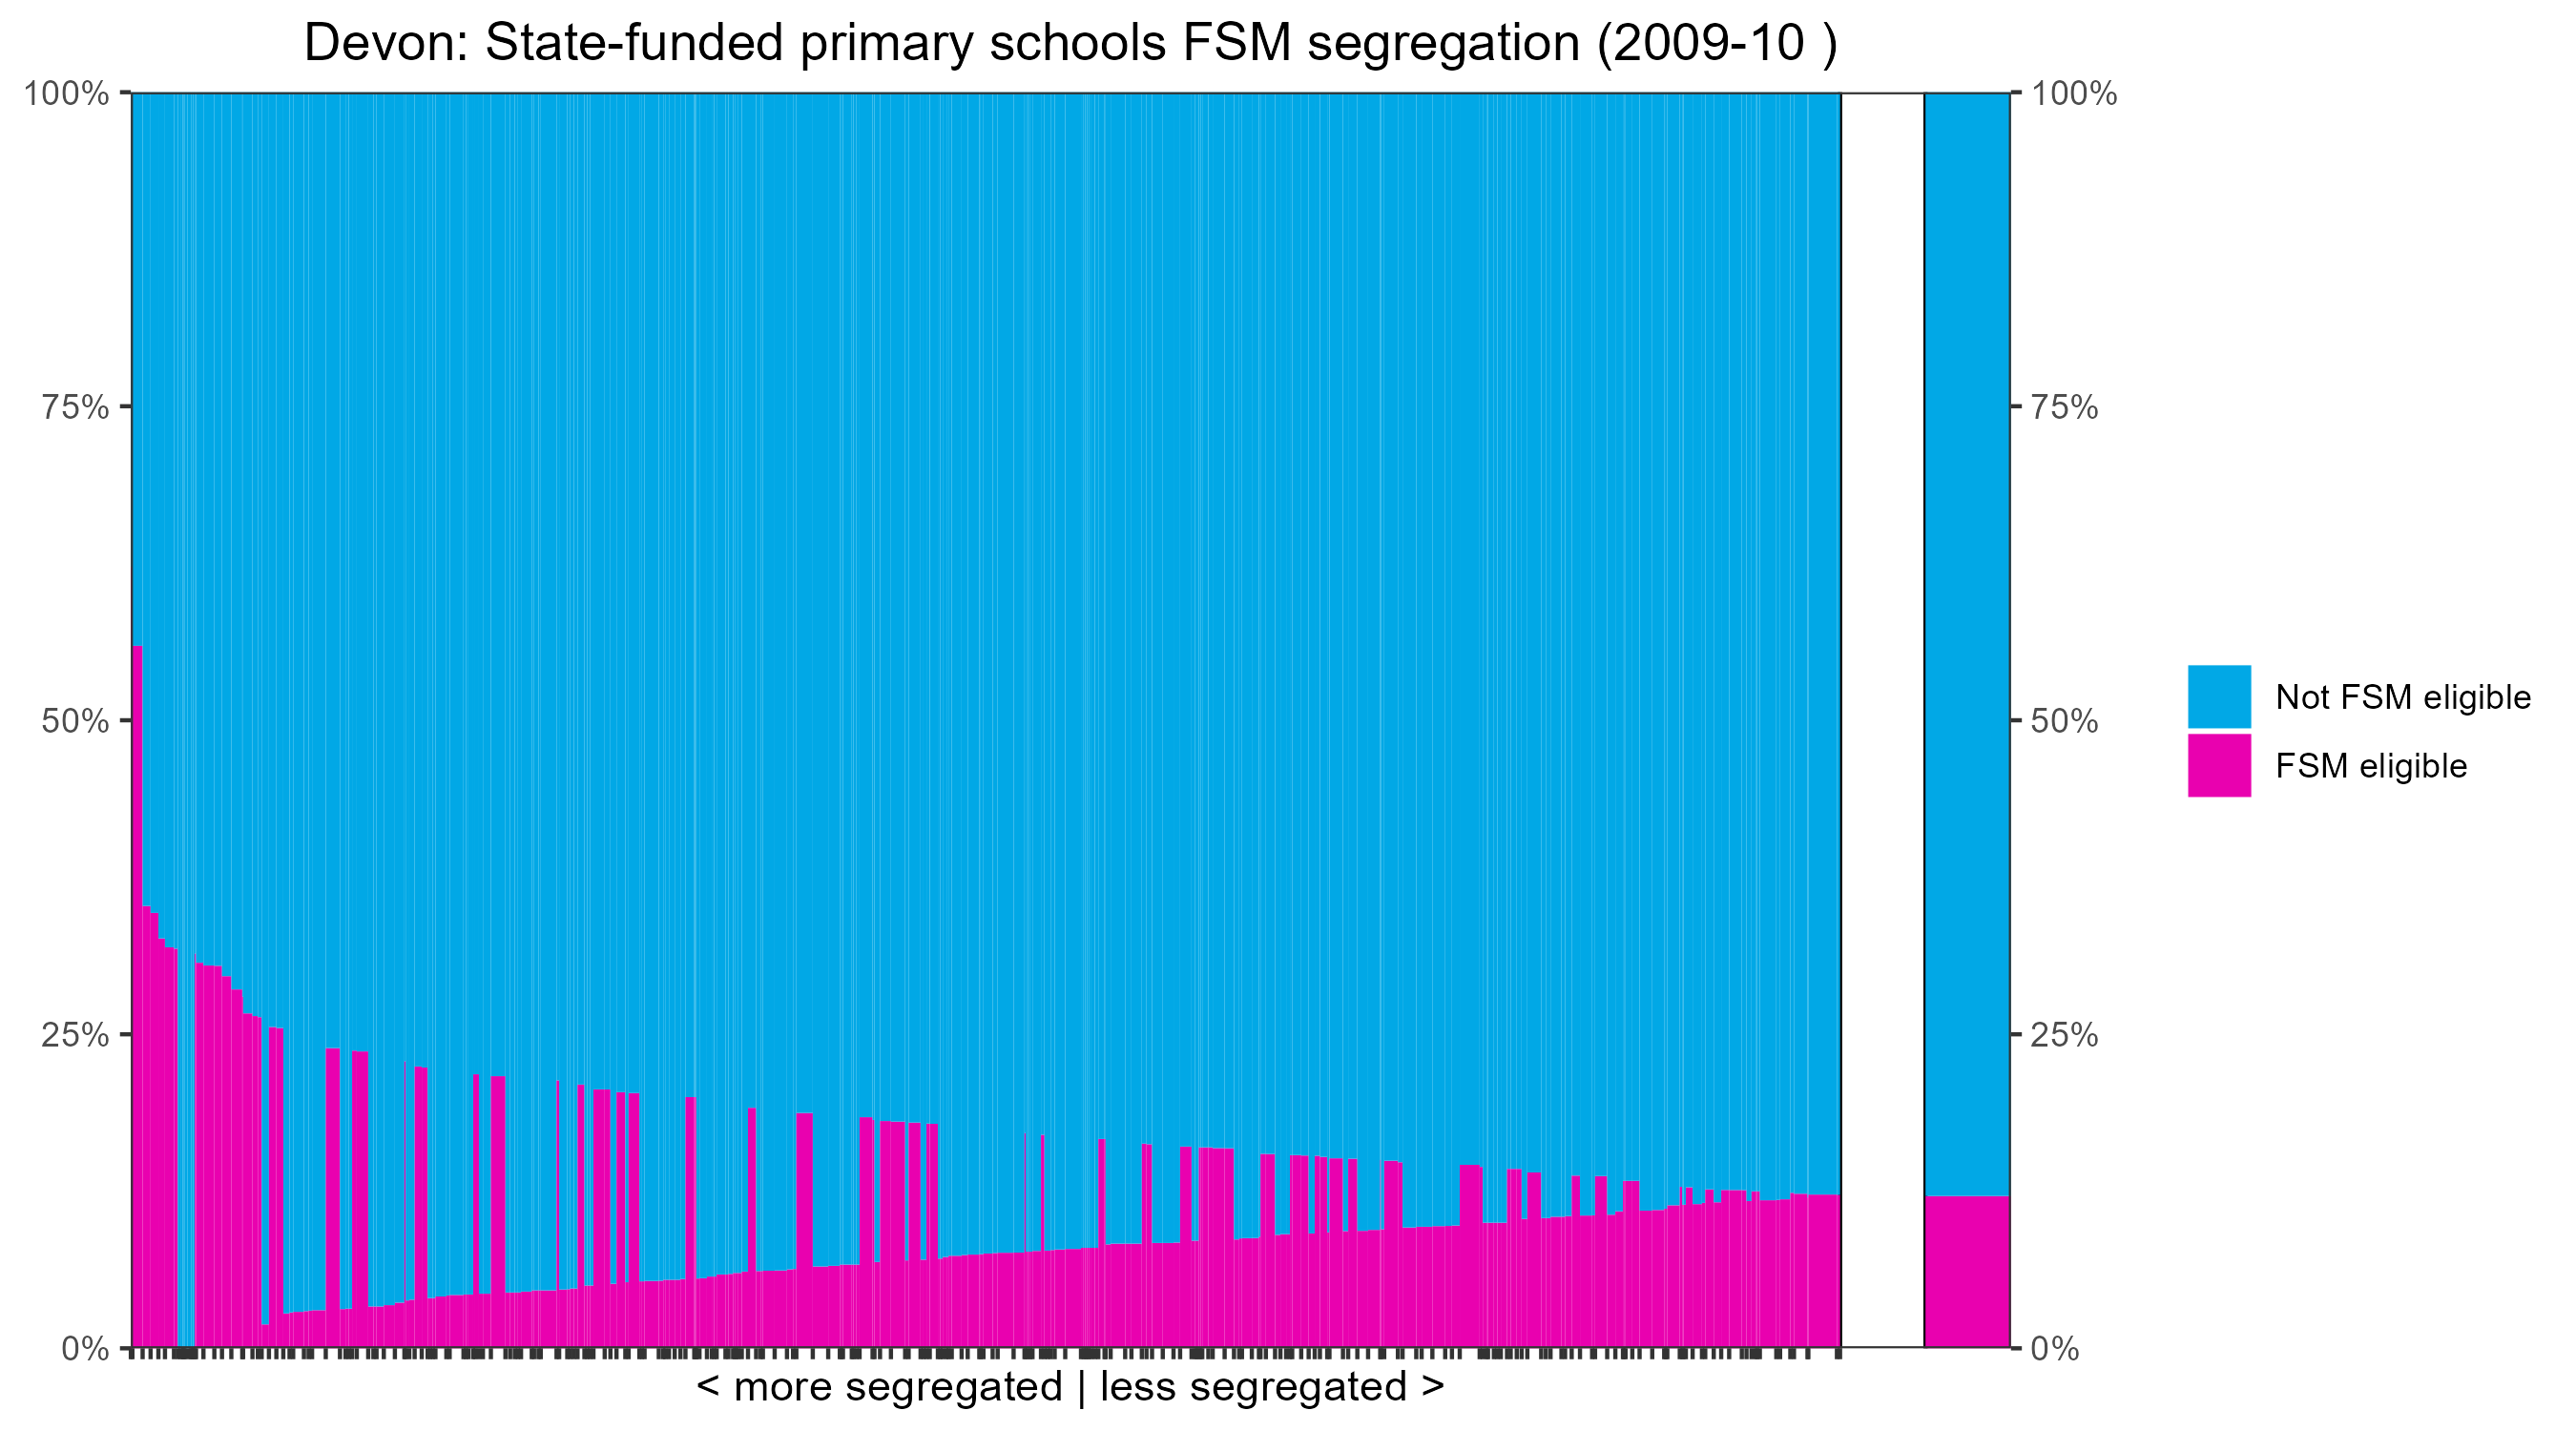 Devon: State-funded primary schools FSM segregation (2009-10 )
100%
75%
50%
25%
0%
100%
75%
50%
25%
0%
Not FSM eligible
FSM eligible
< more segregated | less segregated >